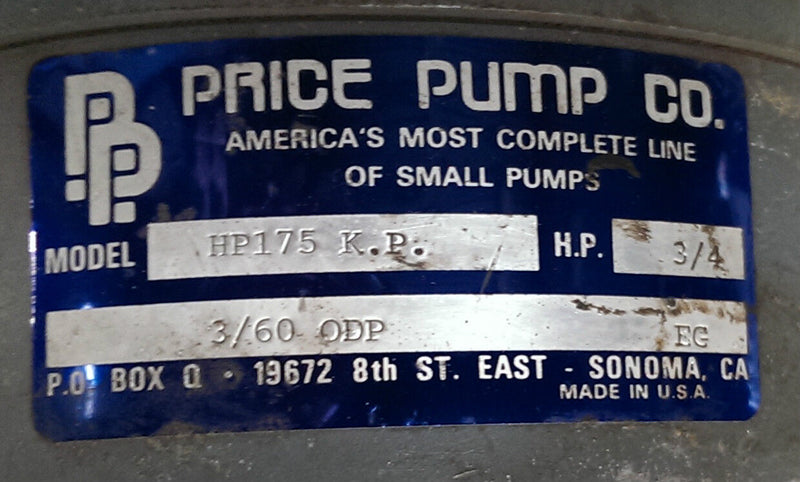 PP
PRICE PUMP CO.
AMERICA'S MOST COMPLETE LINE
OF SMALL PUMPS
MODEL HP175 K.P. H.P. 3/4
3/60 ODP EG
P.O. BOX Q · 19672 8th ST. EAST - SONOMA, CA
MADE IN U.S.A.